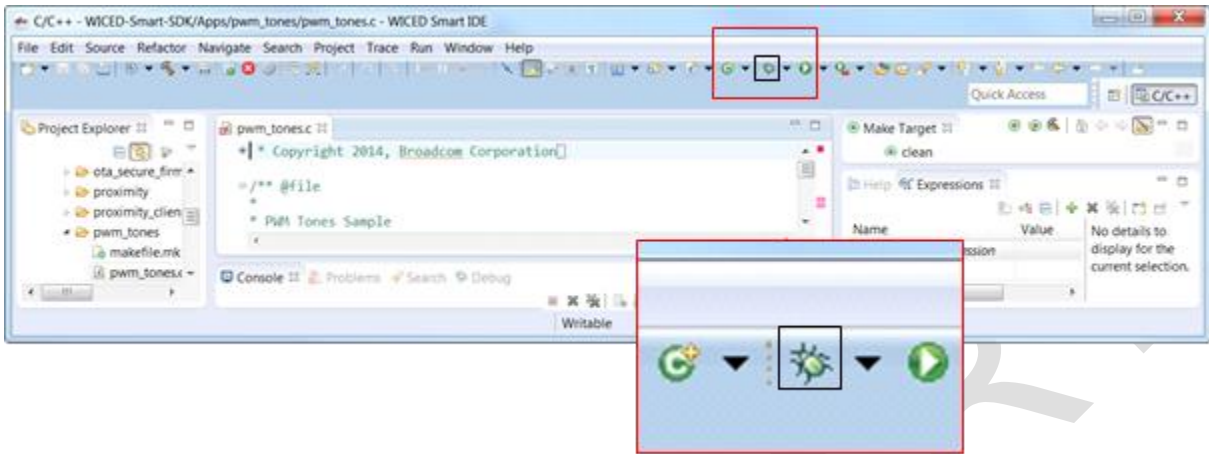 C/C++ - WICED-Smart-SDK/Apps/pwm_tones/pwm_tones.c - WICED Smart IDE
File Edit Source Refactor Navigate Search Project Trace Run Window Help
Quick Access
C/C++
Project Explorer
ota_secure_firm
proximity
proximity_clien
pwm_tones
makefile.mk
pwm_tones.c
pwm_tones.c
* Copyright 2014, Broadcom Corporation
/** @file
*
* PWM Tones Sample
Console Problems Search Debug
Writable
Make Target
clean
Help Expressions
Name Value
ession
No details to
display for the
current selection.
R